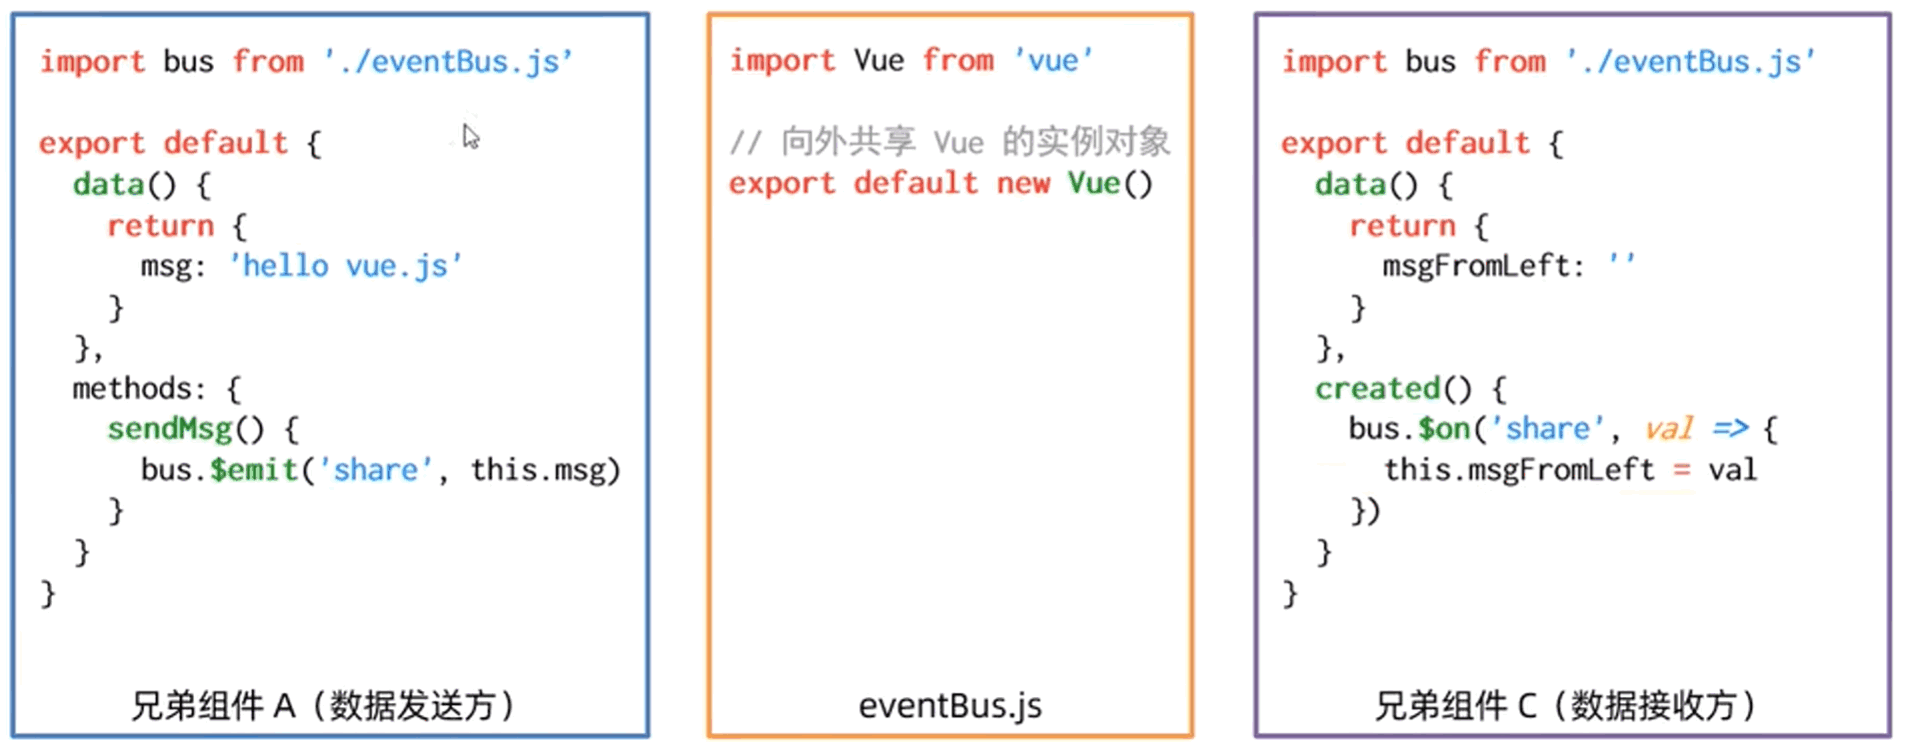 import bus from './eventBus.js'
export default {
  data() {
    return {
      msg: 'hello vue.js'
    }
  },
  methods: {
    sendMsg() {
      bus.$emit('share', this.msg)
    }
  }
}
兄弟组件 A（数据发送方）
import Vue from 'vue'
// 向外共享 Vue 的实例对象
export default new Vue()
eventBus.js
import bus from './eventBus.js'
export default {
  data() {
    return {
      msgFromLeft: ''
    }
  },
  created() {
    bus.$on('share', val => {
      this.msgFromLeft = val
    })
  }
}
兄弟组件 C（数据接收方）